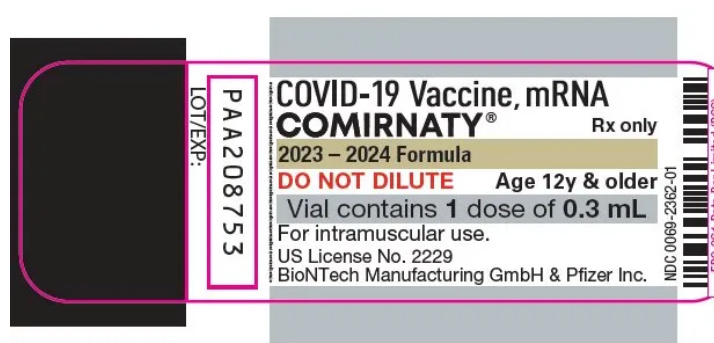 COVID-19 Vaccine, mRNA
COMIRNATY®
Rx only
2023 – 2024 Formula
DO NOT DILUTE
Age 12y & older
Vial contains 1 dose of 0.3 mL
For intramuscular use.
US License No. 2229
BioNTech Manufacturing GmbH & Pfizer Inc.
LOT/EXP:
PAA208753
NDC 0069-2362-01